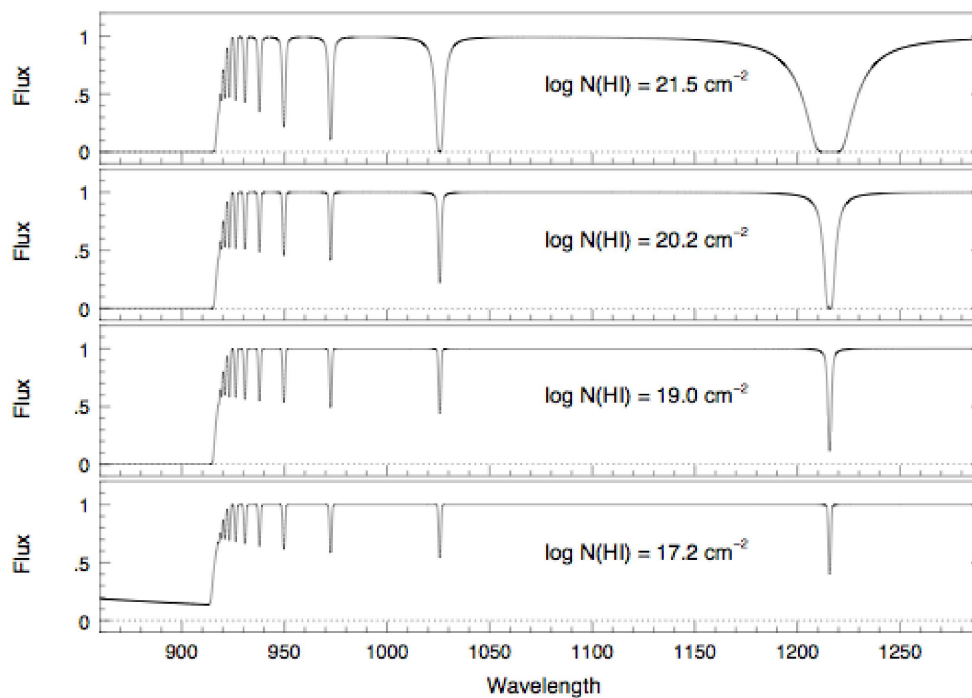 Flux
1
.5
0
log N(HI) = 21.5 cm⁻²
Flux
1
.5
0
log N(HI) = 20.2 cm⁻²
Flux
1
.5
0
log N(HI) = 19.0 cm⁻²
Flux
1
.5
0
log N(HI) = 17.2 cm⁻²
900 950 1000 1050 1100 1150 1200 1250
Wavelength